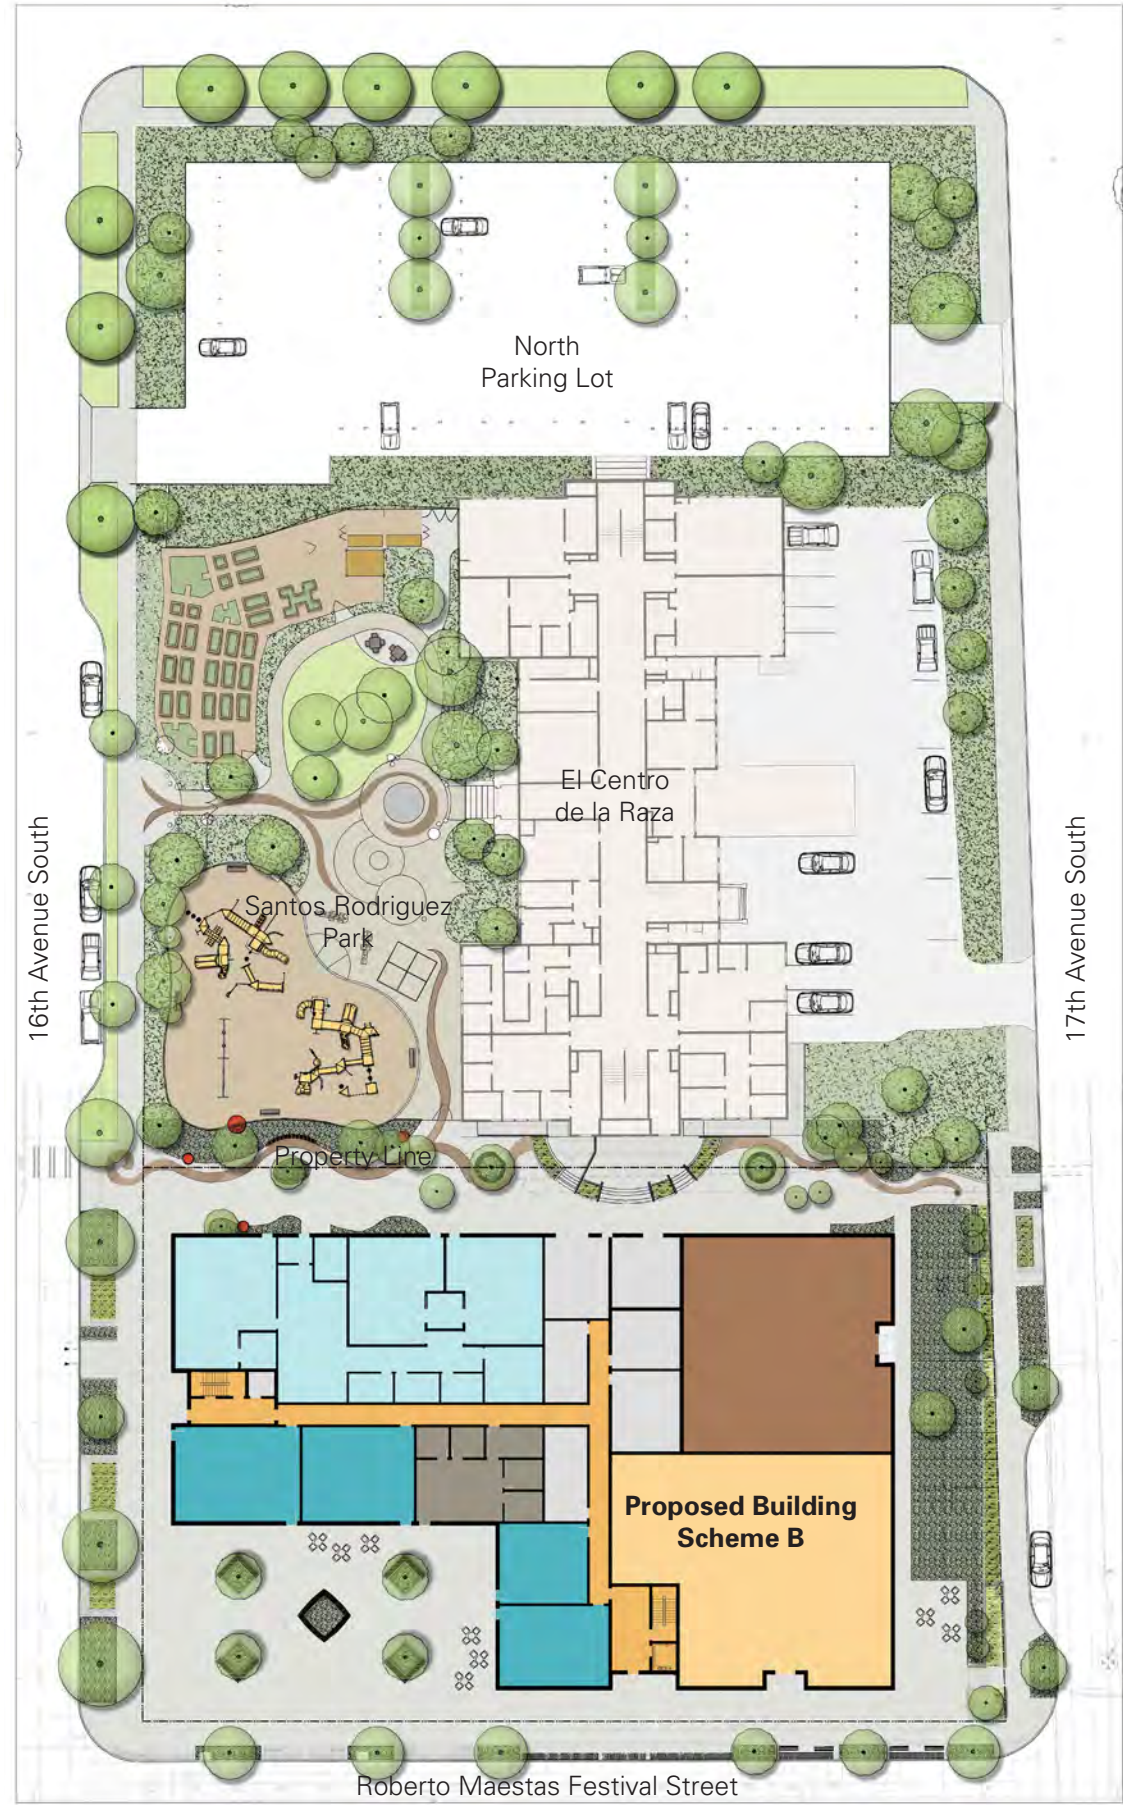 North
Parking Lot
El Centro
de la Raza
Santos Rodriguez
Park
16th Avenue South
17th Avenue South
Property Line
Proposed Building
Scheme B
Roberto Maestas Festival Street